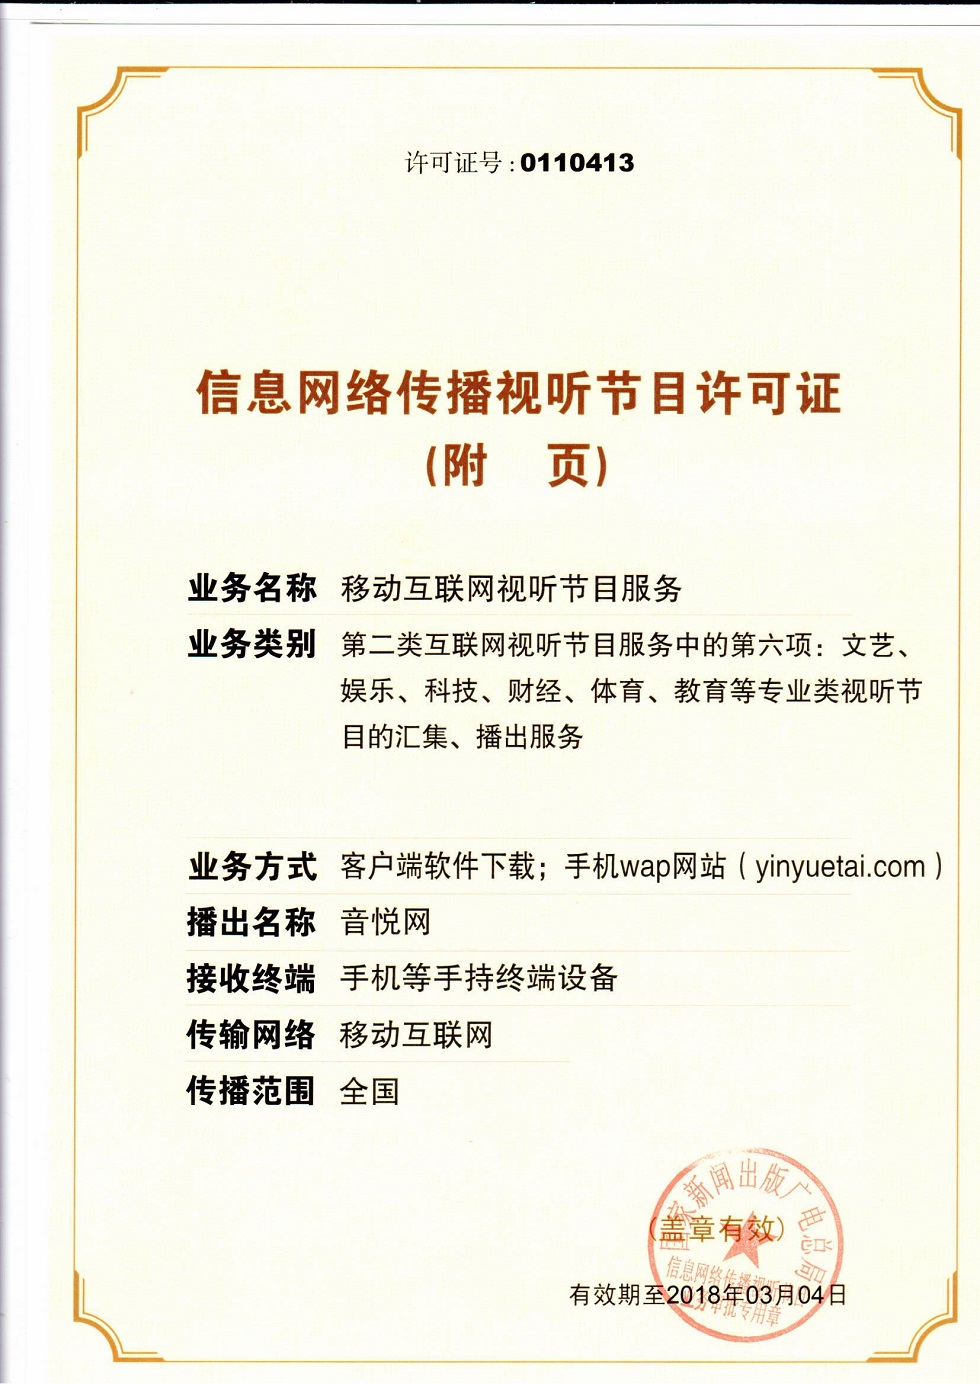 许可证号:0110413
信息网络传播视听节目许可证
(附 页)
业务名称 移动互联网视听节目服务
业务类别 第二类互联网视听节目服务中的第六项：文艺、
娱乐、科技、财经、体育、教育等专业类视听节
目的汇集、播出服务
业务方式 客户端软件下载；手机wap网站（yinyuetai.com）
播出名称 音悦网
接收终端 手机等手持终端设备
传输网络 移动互联网
传播范围 全国
国家新闻出版广电总局
(盖章有效)
信息网络传播视听节目
业务审批专用章
有效期至2018年03月04日